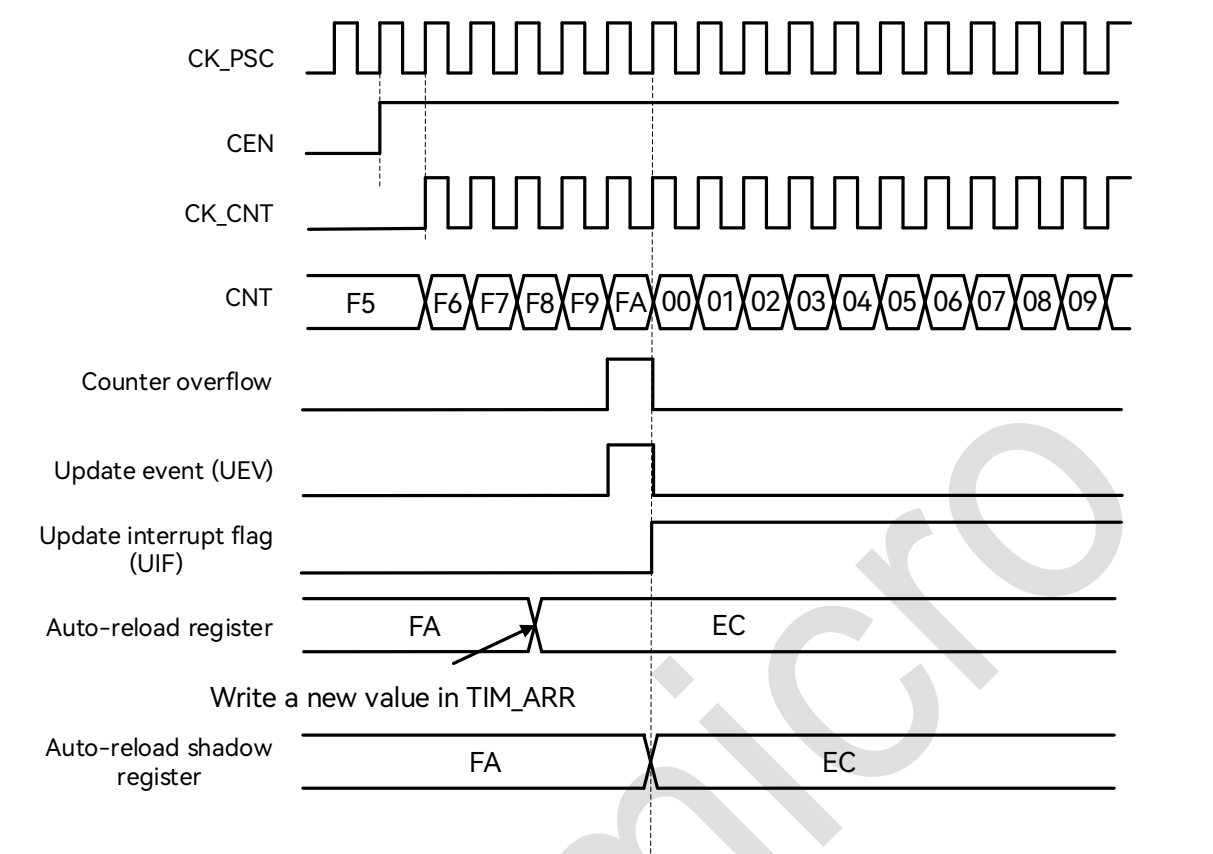 CK_PSC
CEN
CK_CNT
CNT F5 F6 F7 F8 F9 FA 00 01 02 03 04 05 06 07 08 09
Counter overflow
Update event (UEV)
Update interrupt flag
(UIF)
Auto-reload register FA EC
Write a new value in TIM_ARR
Auto-reload shadow
register FA EC
micro